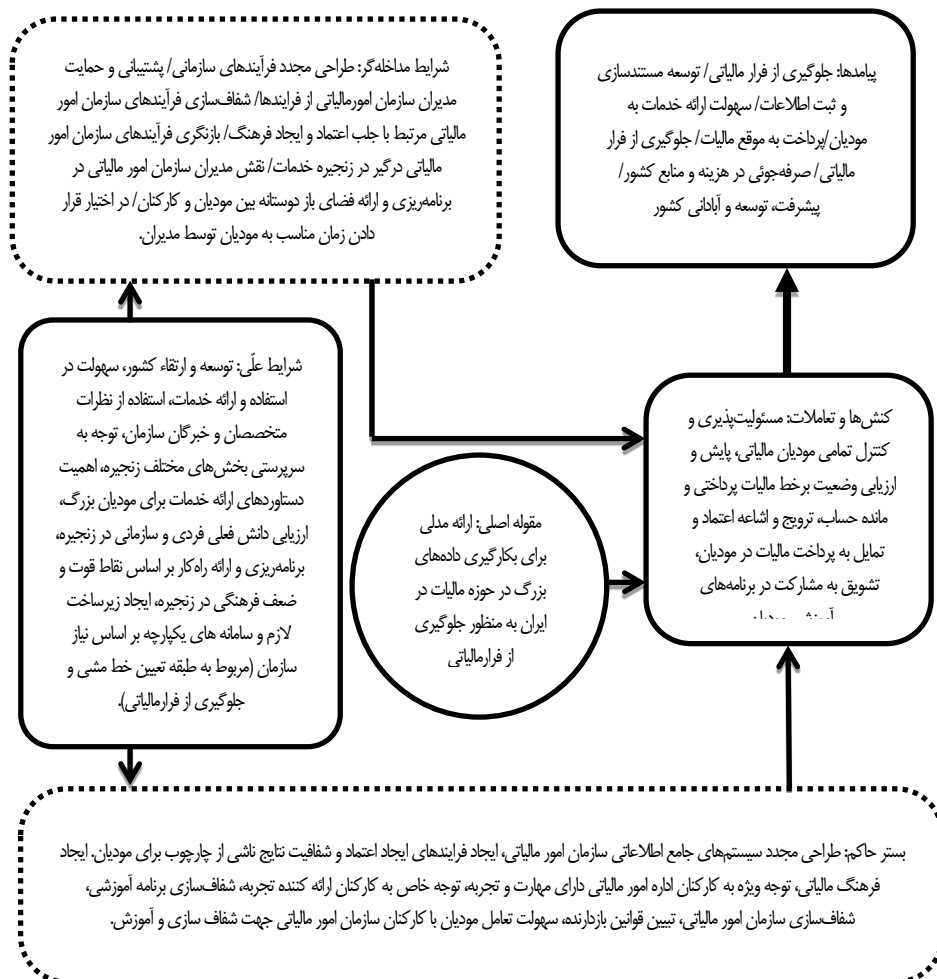 شرایط مداخله‌گر: طراحی مجدد فرآیندهای سازمانی/ پشتیبانی و حمایت
مدیران سازمان امورمالیاتی از فرایندها/ شفاف‌سازی فرآیندهای سازمان امور
مالیاتی مرتبط با جلب اعتماد و ایجاد فرهنگ/ بازنگری فرآیندهای سازمان امور
مالیاتی درگیر در زنجیره خدمات/ نقش مدیران سازمان امور مالیاتی در
برنامه‌ریزی و ارائه فضای باز دوستانه بین مودیان و کارکنان/ در اختیار قرار
دادن زمان مناسب به مودیان توسط مدیران.
پیامدها: جلوگیری از فرار مالیاتی/ توسعه مستندسازی
و ثبت اطلاعات/ سهولت ارائه خدمات به
مودیان/پرداخت به موقع مالیات/ جلوگیری از فرار
مالیاتی/ صرفه‌جوئی در هزینه و منابع کشور/
پیشرفت، توسعه و آبادانی کشور
شرایط علّی: توسعه و ارتقاء کشور، سهولت در
استفاده و ارائه خدمات، استفاده از نظرات
متخصصان و خبرگان سازمان، توجه به
سرپرستی بخش‌های مختلف زنجیره، اهمیت
دستاوردهای ارائه خدمات برای مودیان بزرگ،
ارزیابی دانش فعلی فردی و سازمانی در زنجیره،
برنامه‌ریزی و ارائه راه‌کار بر اساس نقاط قوت و
ضعف فرهنگی در زنجیره، ایجاد زیرساخت
لازم و سامانه های یکپارچه بر اساس نیاز
سازمان (مربوط به طبقه تعیین خط مشی و
جلوگیری از فرارمالیاتی).
مقوله اصلی: ارائه مدلی
برای بکارگیری داده‌های
بزرگ در حوزه مالیات در
ایران به منظور جلوگیری
از فرارمالیاتی
کنش‌ها و تعاملات: مسئولیت‌پذیری و
کنترل تمامی مودیان مالیاتی، پایش و
ارزیابی وضعیت برخط مالیات پرداختی و
مانده حساب، ترویج و اشاعه اعتماد و
تمایل به پرداخت مالیات در مودیان،
تشویق به مشارکت در برنامه‌های
بستر حاکم: طراحی مجدد سیستم‌های جامع اطلاعاتی سازمان امور مالیاتی، ایجاد فرایندهای ایجاد اعتماد و شفافیت نتایج ناشی از چارچوب برای مودیان. ایجاد
فرهنگ مالیاتی، توجه ویژه به کارکنان اداره امور مالیاتی دارای مهارت و تجربه، توجه خاص به کارکنان ارائه کننده تجربه، شفاف‌سازی برنامه آموزشی،
شفاف‌سازی سازمان امور مالیاتی، تبیین قوانین بازدارنده، سهولت تعامل مودیان با کارکنان سازمان امور مالیاتی جهت شفاف سازی و آموزش.